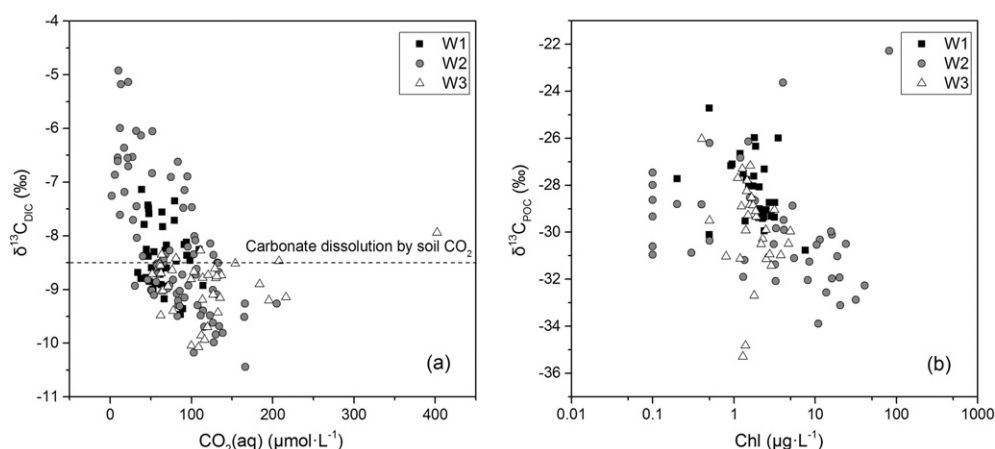 (a)
-4
-5
-6
-7
-8
-9
-10
-11
δ¹³C_DIC (‰)
W1
W2
W3
Carbonate dissolution by soil CO₂
0
100
200
300
400
CO₂(aq) (μmol·L⁻¹)
(b)
-22
-24
-26
-28
-30
-32
-34
-36
δ¹³C_POC (‰)
W1
W2
W3
0.01
0.1
1
10
100
1000
Chl (μg·L⁻¹)